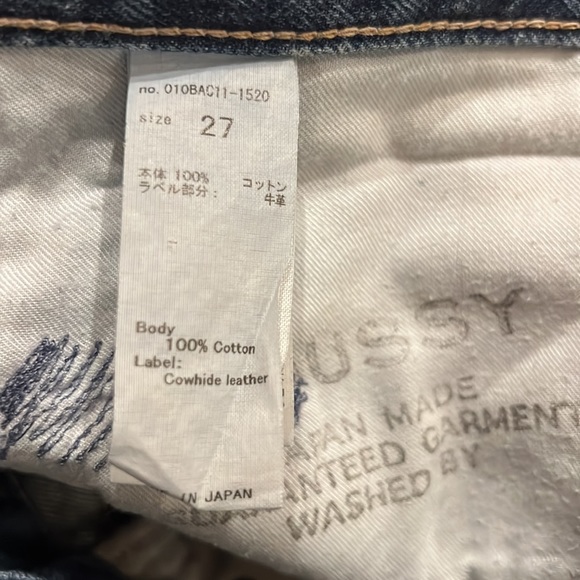 no. 010BAC11-1520
size 27
本体 100% コットン
ラベル部分: 牛革
Body
100% Cotton
Label:
Cowhide leather
IN JAPAN
USSY
APAN MADE
ANTEED GARMENT
WASHED BY